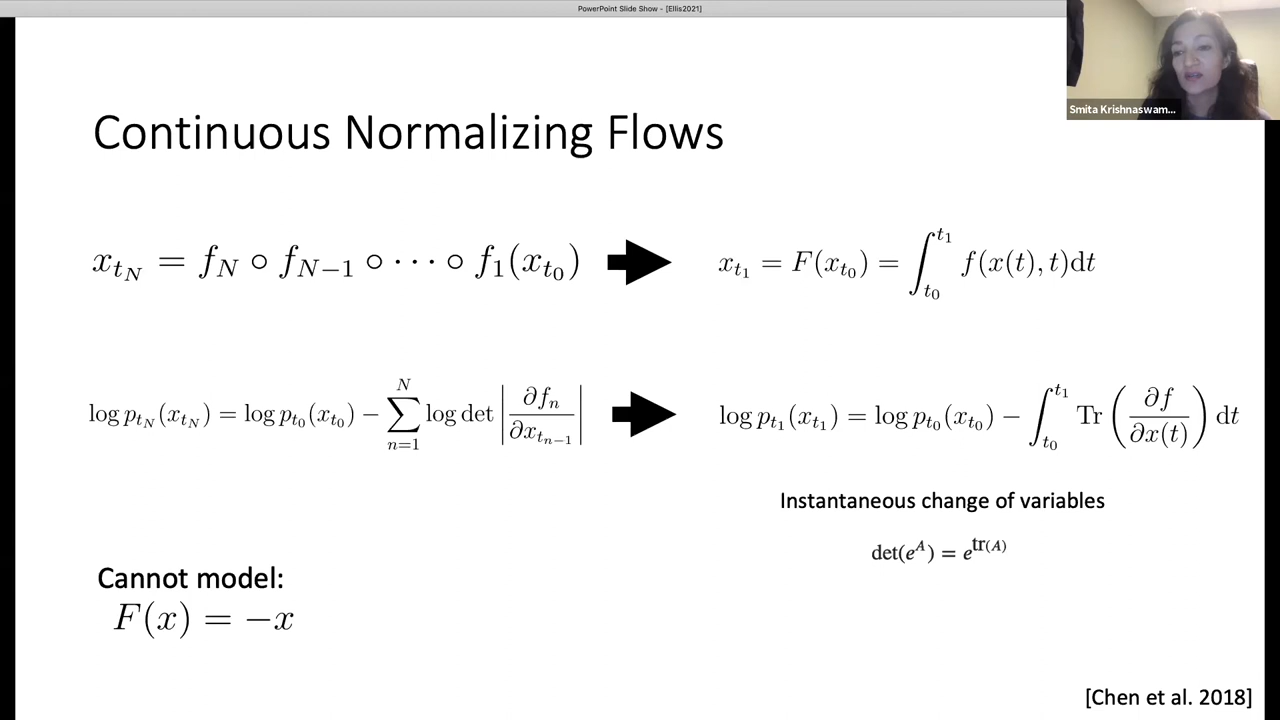 PowerPoint Slide Show - [Ellis2021]
Smita Krishnaswam...
Continuous Normalizing Flows
x_{t_N} = f_N ∘ f_{N−1} ∘ ⋯ ∘ f_1(x_{t_0})
x_{t_1} = F(x_{t_0}) = ∫_{t_0}^{t_1} f(x(t), t)dt
log p_{t_N}(x_{t_N}) = log p_{t_0}(x_{t_0}) − ∑_{n=1}^{N} log det |∂f_n / ∂x_{t_{n−1}}|
log p_{t_1}(x_{t_1}) = log p_{t_0}(x_{t_0}) − ∫_{t_0}^{t_1} Tr (∂f / ∂x(t)) dt
Instantaneous change of variables
det(e^A) = e^{tr(A)}
Cannot model:
F(x) = −x
[Chen et al. 2018]